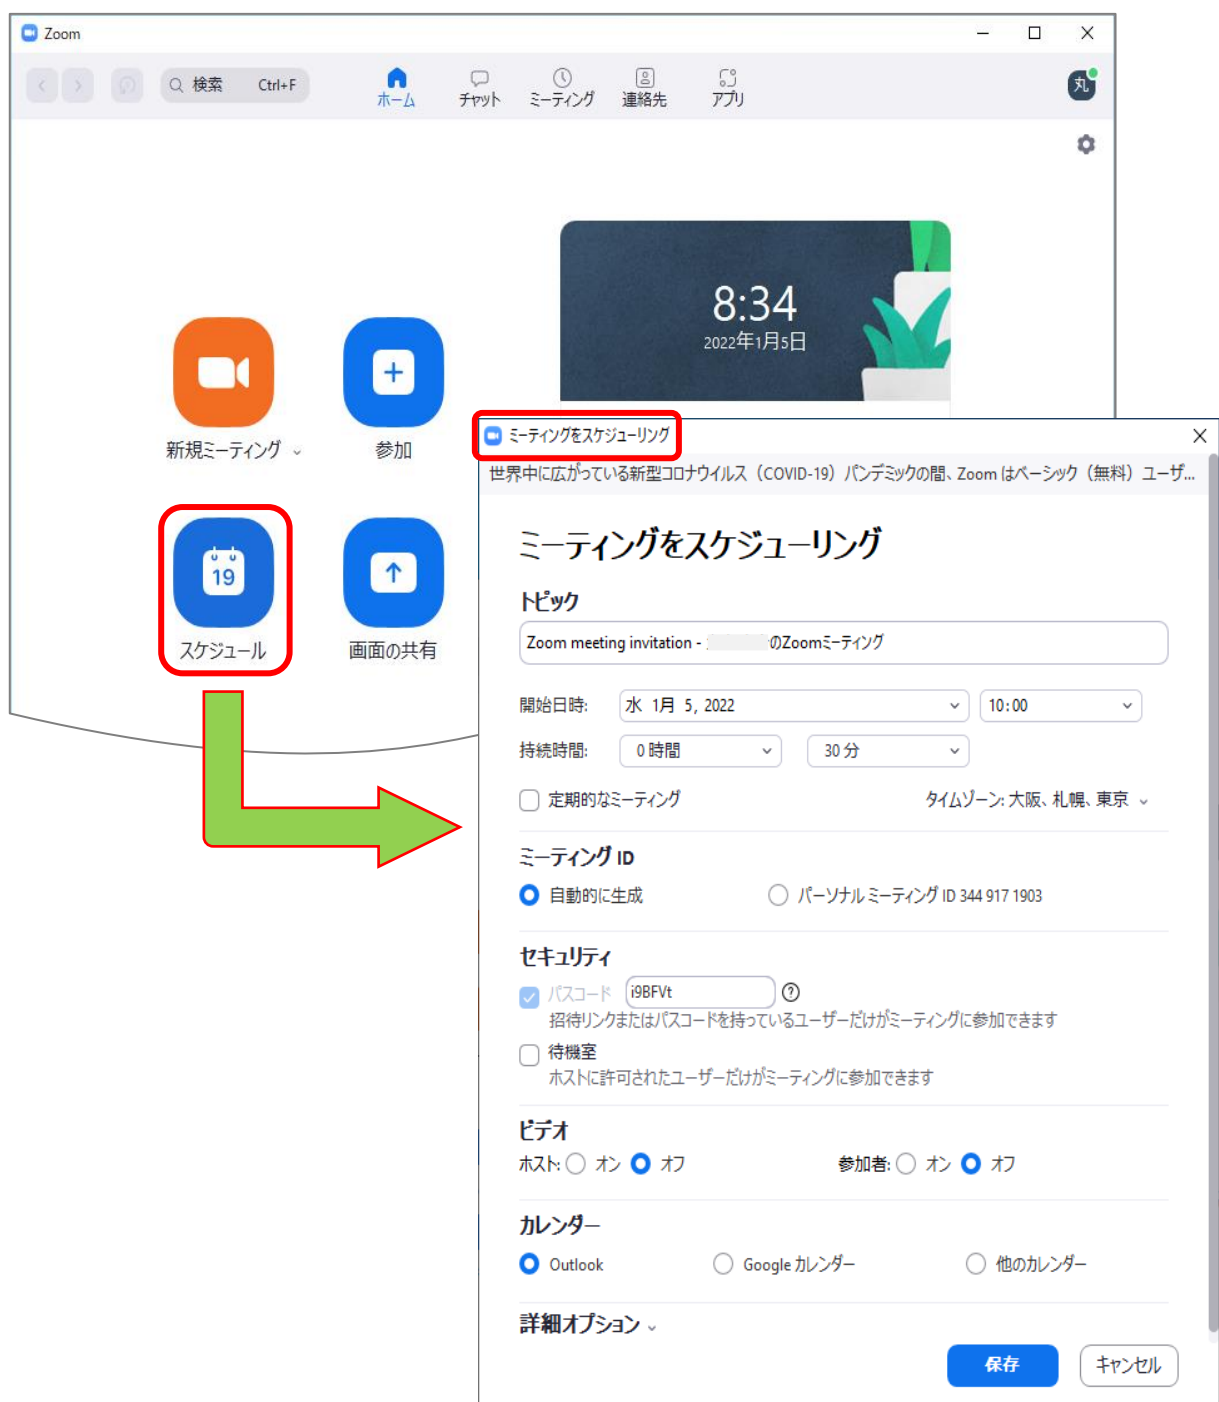 Zoom
検索 Ctrl+F
ホーム
チャット
ミーティング
連絡先
アプリ
丸
8:34
2022年1月5日
新規ミーティング
参加
19
スケジュール
画面の共有
ミーティングをスケジューリング
世界中に広がっている新型コロナウイルス（COVID-19）パンデミックの間、Zoom はベーシック（無料）ユーザ...
ミーティングをスケジューリング
トピック
Zoom meeting invitation - のZoomミーティング
開始日時: 水 1月 5, 2022 10:00
持続時間: 0 時間 30 分
定期的なミーティング タイムゾーン: 大阪、札幌、東京
ミーティング ID
自動的に生成 パーソナル ミーティング ID 344 917 1903
セキュリティ
パスコード i9BFVt ?
招待リンクまたはパスコードを持っているユーザーだけがミーティングに参加できます
待機室
ホストに許可されたユーザーだけがミーティングに参加できます
ビデオ
ホスト: オン オフ 参加者: オン オフ
カレンダー
Outlook Google カレンダー 他のカレンダー
詳細オプション
保存 キャンセル